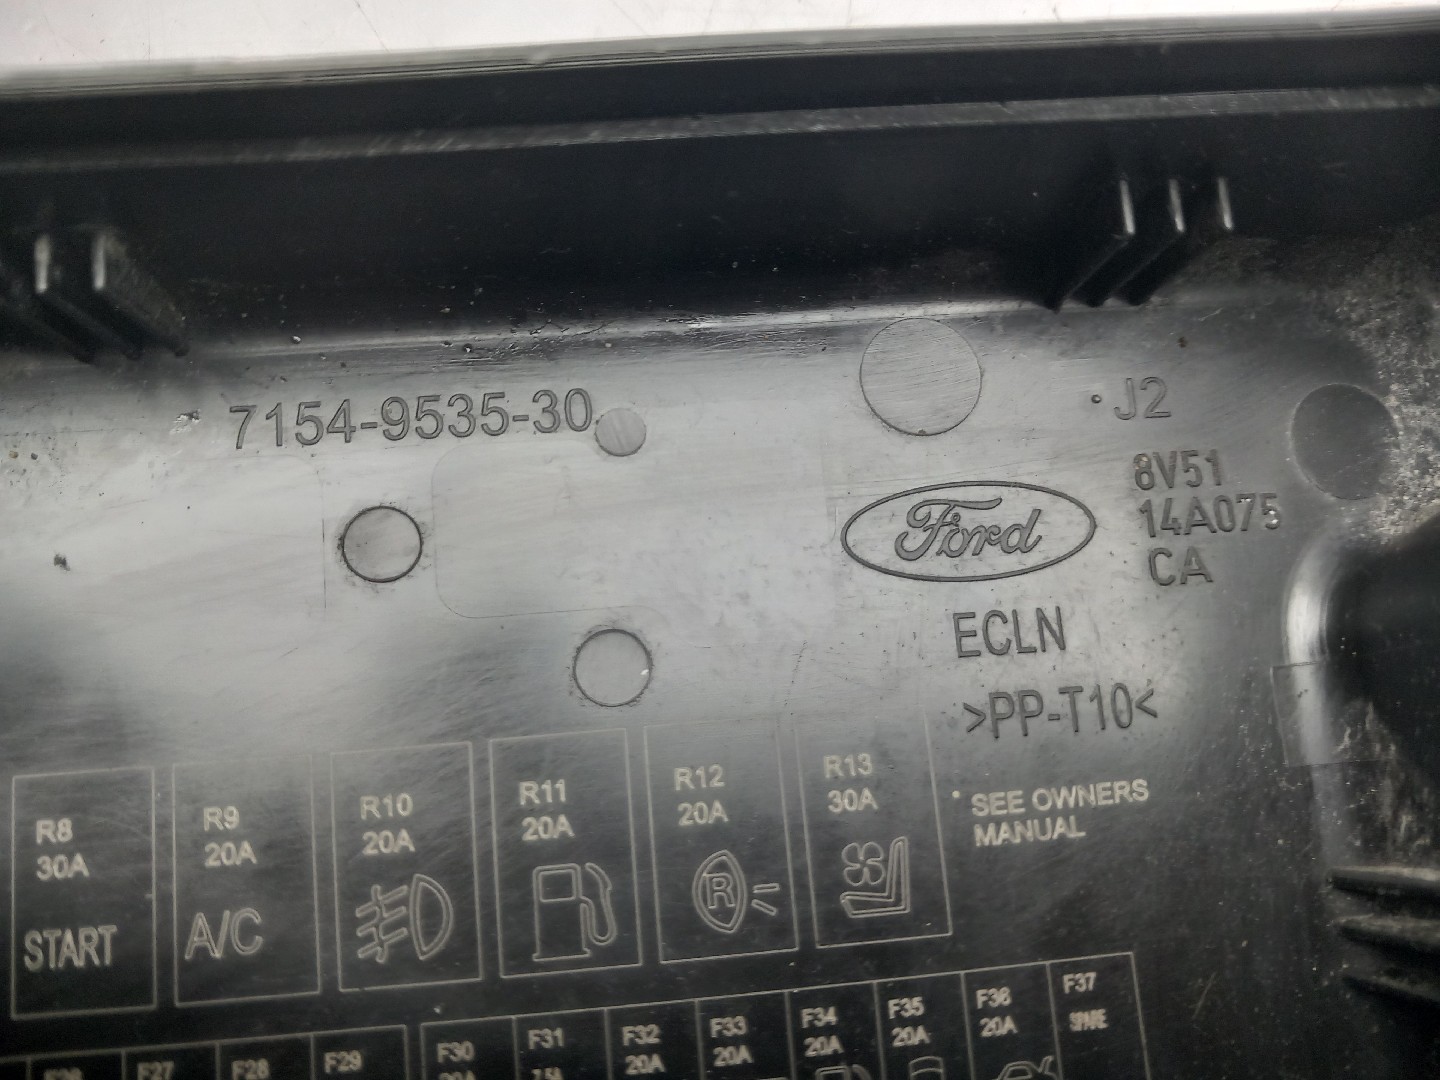 7154-9535-30
J2
8V51
14A075
CA
Ford
ECLN
>PP-T10<
SEE OWNERS
MANUAL
R8
30A
START
R9
20A
A/C
R10
20A
R11
20A
R12
20A
R
R13
30A
F27
F28
F29
F30
F31
7.5A
F32
20A
F33
20A
F34
20A
F35
20A
F36
20A
F37
SPARE